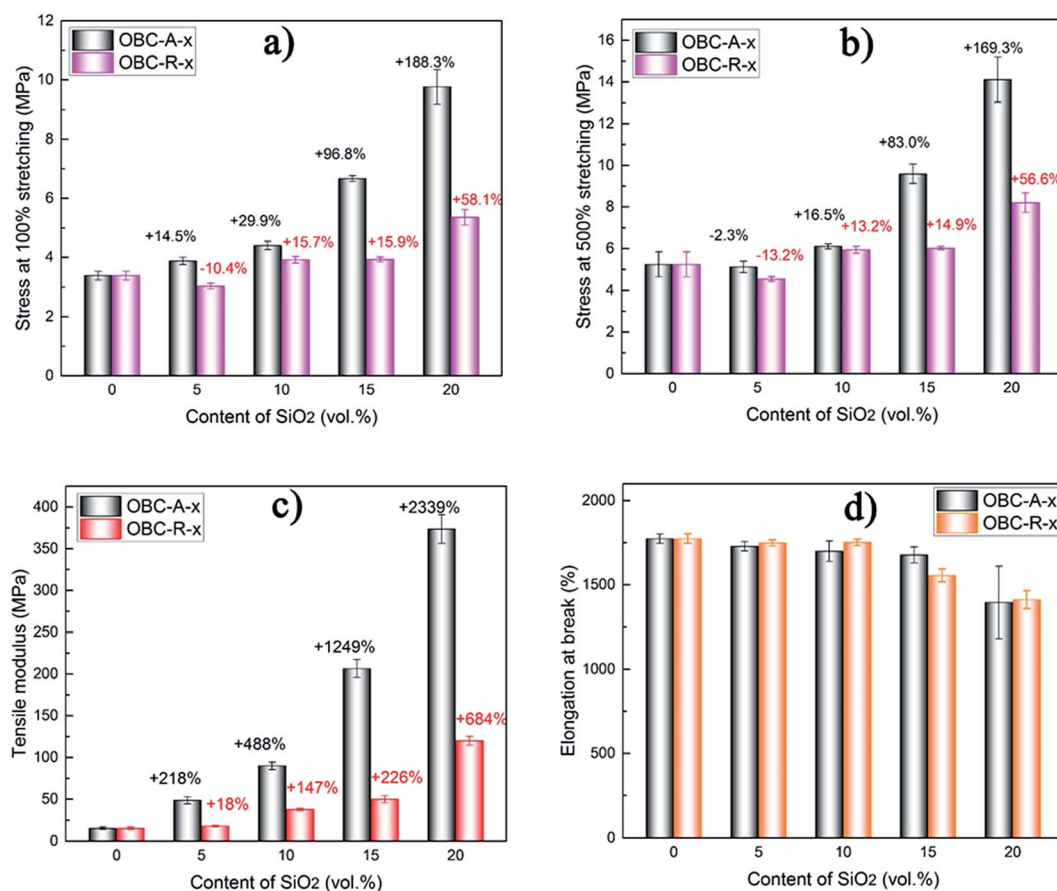 a)
OBC-A-x
OBC-R-x
Stress at 100% stretching (MPa)
12
10
8
6
4
2
0
+14.5%
-10.4%
+29.9%
+15.7%
+96.8%
+15.9%
+188.3%
+58.1%
0 5 10 15 20
Content of SiO2 (vol.%)
b)
OBC-A-x
OBC-R-x
Stress at 500% stretching (MPa)
16
14
12
10
8
6
4
2
0
-2.3%
-13.2%
+16.5%
+13.2%
+83.0%
+14.9%
+169.3%
+56.6%
0 5 10 15 20
Content of SiO2 (vol.%)
c)
OBC-A-x
OBC-R-x
Tensile modulus (MPa)
400
350
300
250
200
150
100
50
0
+218%
+18%
+488%
+147%
+1249%
+226%
+2339%
+684%
0 5 10 15 20
Content of SiO2 (vol.%)
d)
OBC-A-x
OBC-R-x
Elongation at break (%)
2000
1500
1000
500
0
0 5 10 15 20
Content of SiO2 (vol.%)